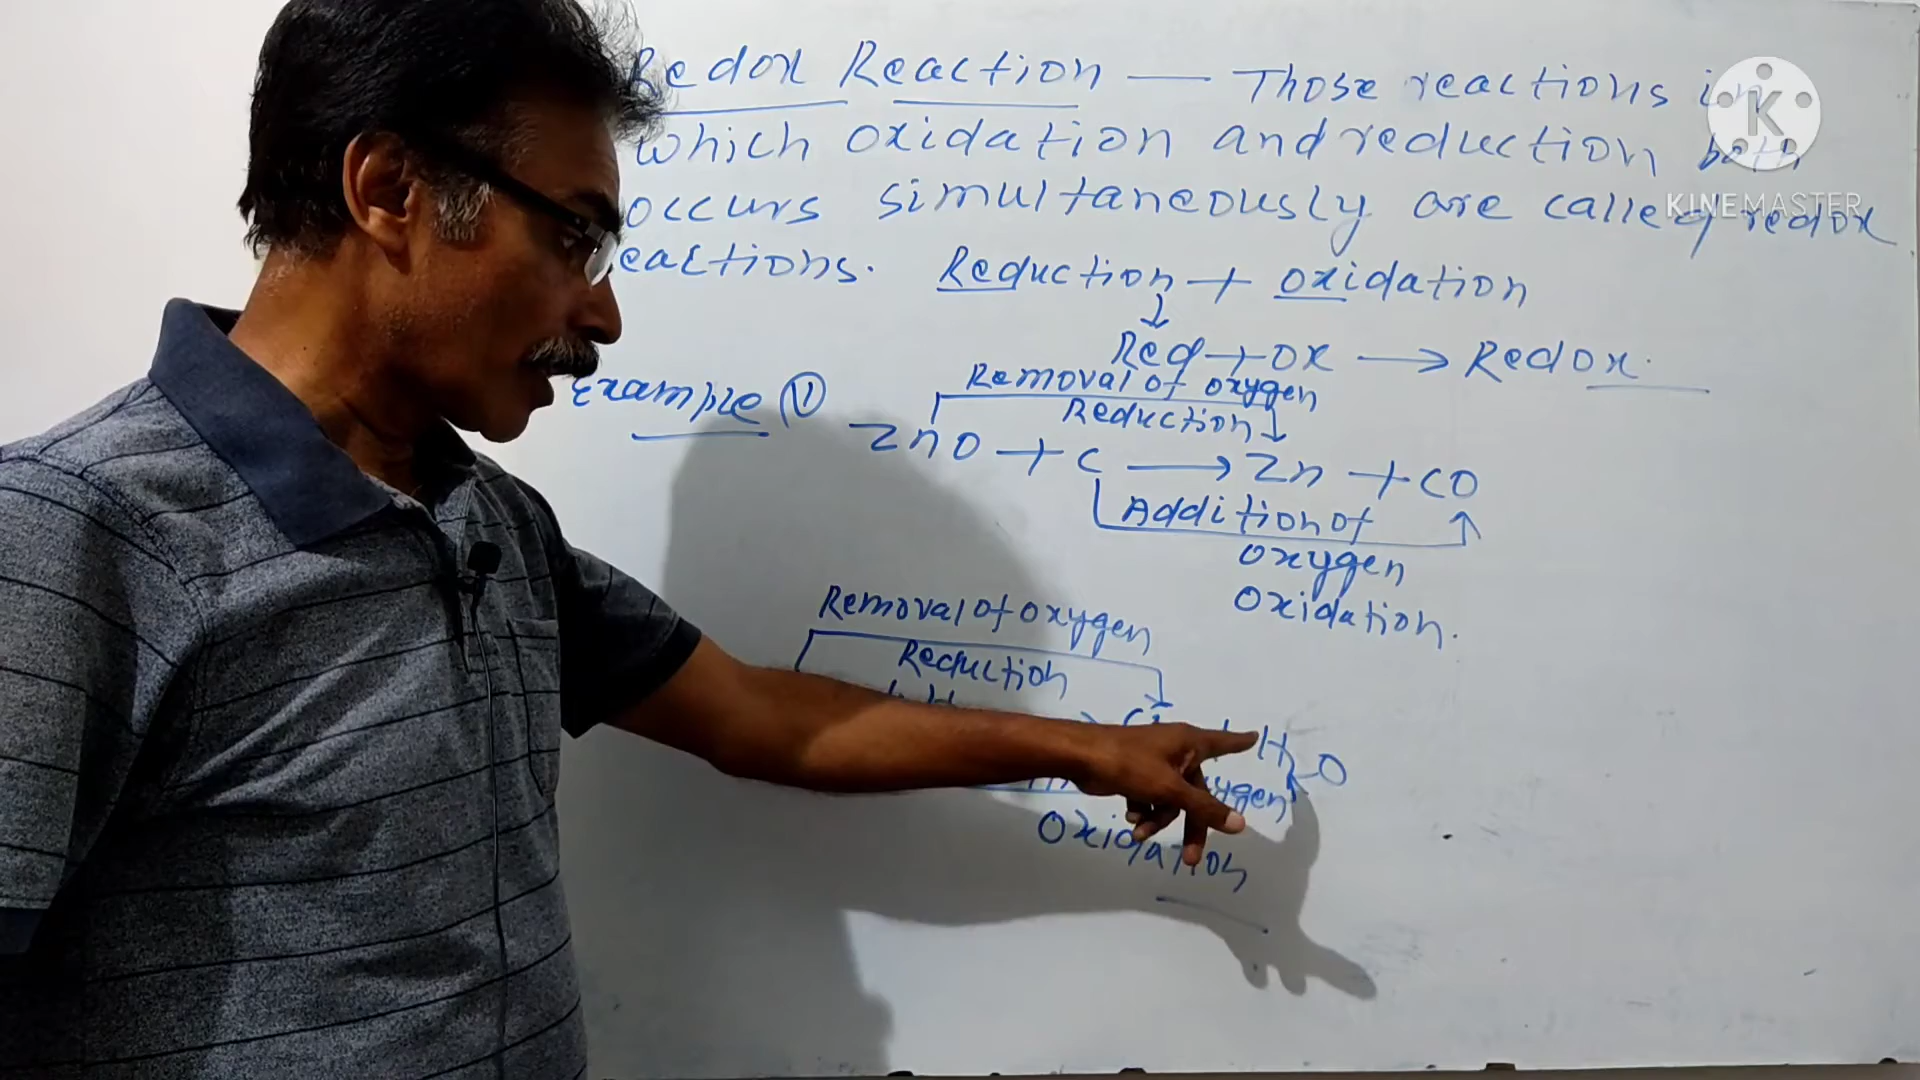 Redox Reaction — Those reactions in
which oxidation and reduction both
occurs simultaneously are called redox
reactions. Reduction + oxidation
Red + Ox → Redox.
Example (1)
Removal of oxygen
Reduction
ZnO + C → Zn + CO
Addition of
oxygen
Oxidation.
Removal of oxygen
Reduction
+ H2O
Oxidation
K
KINEMASTER